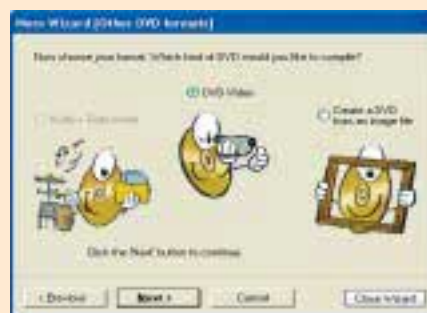 Nero Wizard [Other DVD formats]
Now choose your format. Which kind of DVD would you like to compile?
DVD-Video
Create a DVD
from an image file
Click the 'Next' button to continue.
< Previous
Next >
Cancel
Close Wizard